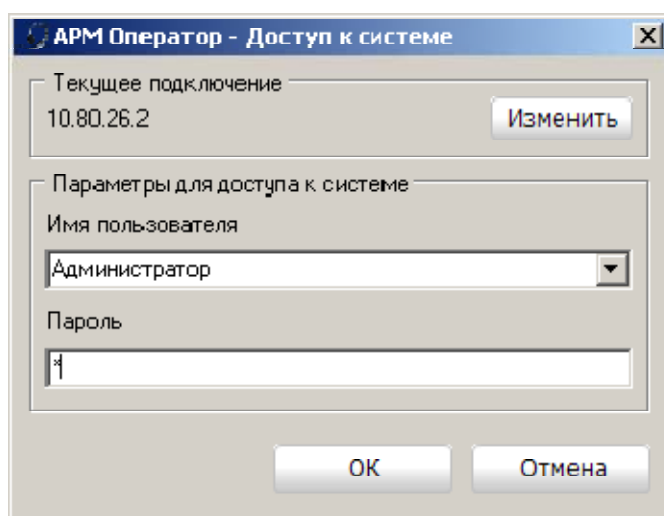 АРМ Оператор - Доступ к системе
Текущее подключение
10.80.26.2
Изменить
Параметры для доступа к системе
Имя пользователя
Администратор
Пароль
*
ОК
Отмена